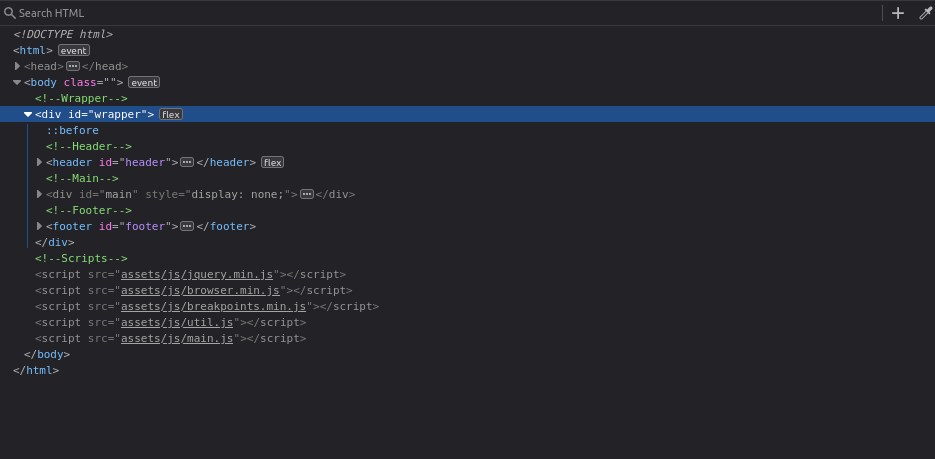 Search HTML
<!DOCTYPE html>
<html> event
<head>···</head>
<body class=""> event
<!--Wrapper-->
<div id="wrapper"> flex
::before
<!--Header-->
<header id="header">···</header> flex
<!--Main-->
<div id="main" style="display: none;">···</div>
<!--Footer-->
<footer id="footer">···</footer>
</div>
<!--Scripts-->
<script src="assets/js/jquery.min.js"></script>
<script src="assets/js/browser.min.js"></script>
<script src="assets/js/breakpoints.min.js"></script>
<script src="assets/js/util.js"></script>
<script src="assets/js/main.js"></script>
</body>
</html>